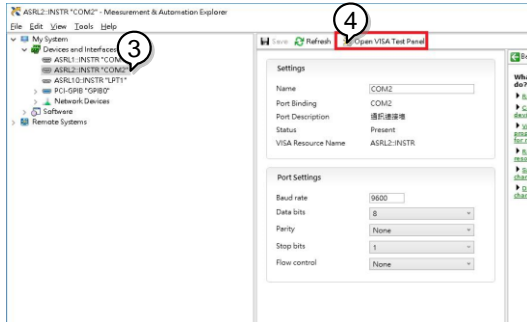 ASRL2::INSTR "COM2" - Measurement & Automation Explorer
File Edit View Tools Help
My System
Devices and Interfaces
ASRL1::INSTR "COM
ASRL2::INSTR "COM2"
ASRL10::INSTR "LPT1"
PCI-GPIB "GPIB0"
Network Devices
Software
Remote Systems
3
4
Save Refresh Open VISA Test Panel
Settings
Name COM2
Port Binding COM2
Port Description 通訊連接埠
Status Present
VISA Resource Name ASRL2::INSTR
Port Settings
Baud rate 9600
Data bits 8
Parity None
Stop bits 1
Flow control None
do?